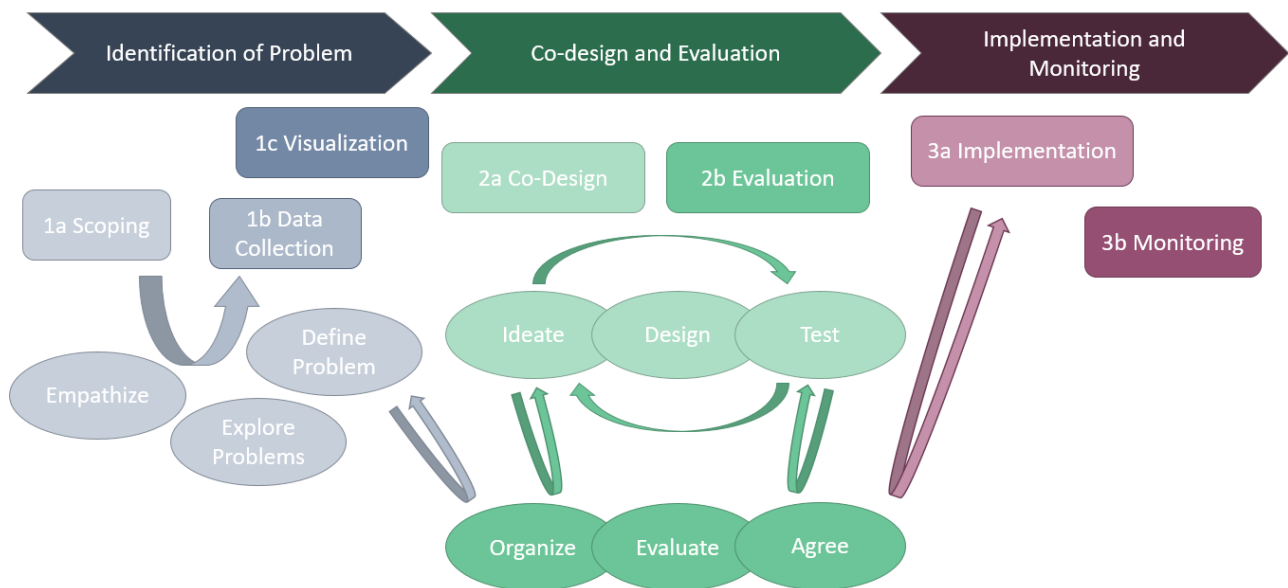 Identification of Problem
Co-design and Evaluation
Implementation and
Monitoring
1a Scoping
1b Data
Collection
1c Visualization
2a Co-Design
2b Evaluation
3a Implementation
3b Monitoring
Empathize
Explore
Problems
Define
Problem
Ideate
Design
Test
Organize
Evaluate
Agree